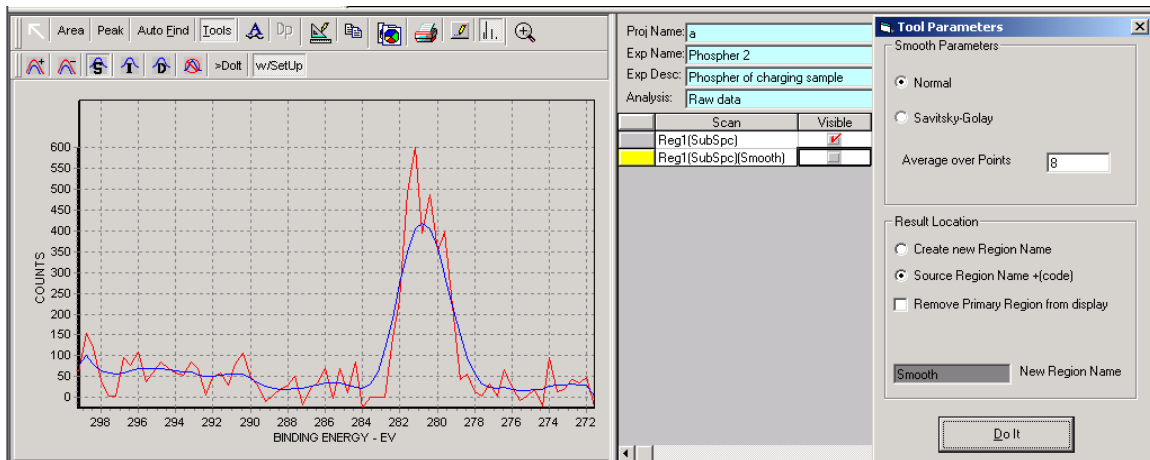 Area Peak Auto Find Tools A Dp
S I D >Dott w/SetUp
COUNTS
600
550
500
450
400
350
300
250
200
150
100
50
0
298 296 294 292 290 288 286 284 282 280 278 276 274 272
BINDING ENERGY - EV
Proj Name: a
Exp Name: Phospher 2
Exp Desc: Phospher of charging sample
Analysis: Raw data
Scan Visible
Reg1(SubSpc)
Reg1(SubSpc)(Smooth)
Tool Parameters
Smooth Parameters
Normal
Savitsky-Golay
Average over Points 8
Result Location
Create new Region Name
Source Region Name +(code)
Remove Primary Region from display
Smooth New Region Name
Do It